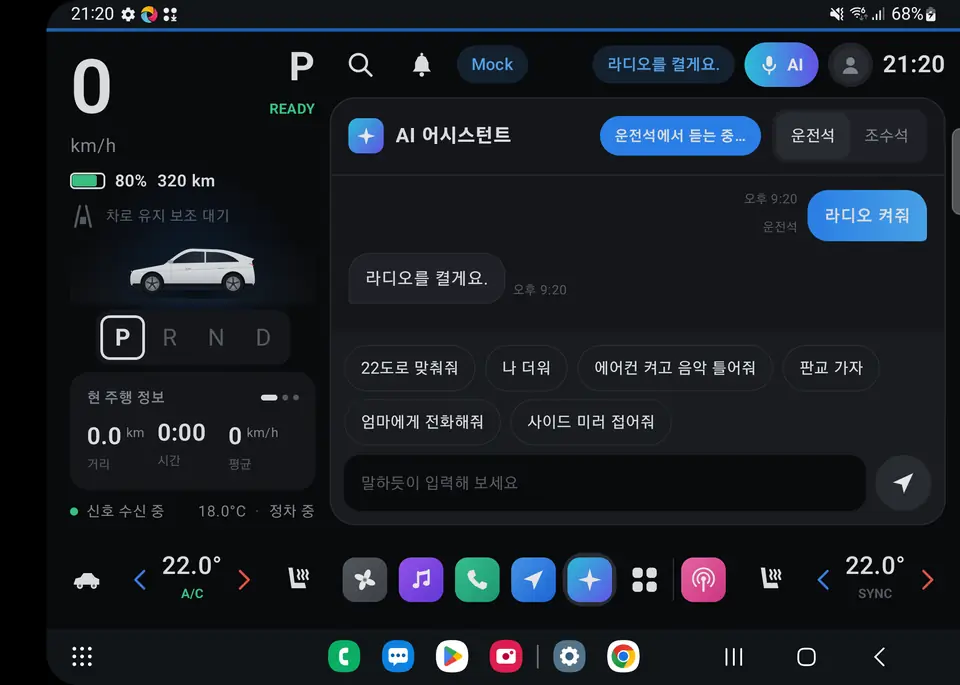 21:20
68%
0
P
READY
km/h
80% 320 km
차로 유지 보조 대기
P R N D
현 주행 정보
0.0 km 0:00 0 km/h
거리 시간 평균
신호 수신 중 18.0°C · 정차 중
Mock
라디오를 켤게요.
AI
21:20
AI 어시스턴트
운전석에서 듣는 중…
운전석
조수석
오후 9:20
운전석
라디오 켜줘
라디오를 켤게요.
오후 9:20
22도로 맞춰줘
나 더워
에어컨 켜고 음악 틀어줘
판교 가자
엄마에게 전화해줘
사이드 미러 접어줘
말하듯이 입력해 보세요
22.0°
A/C
22.0°
SYNC